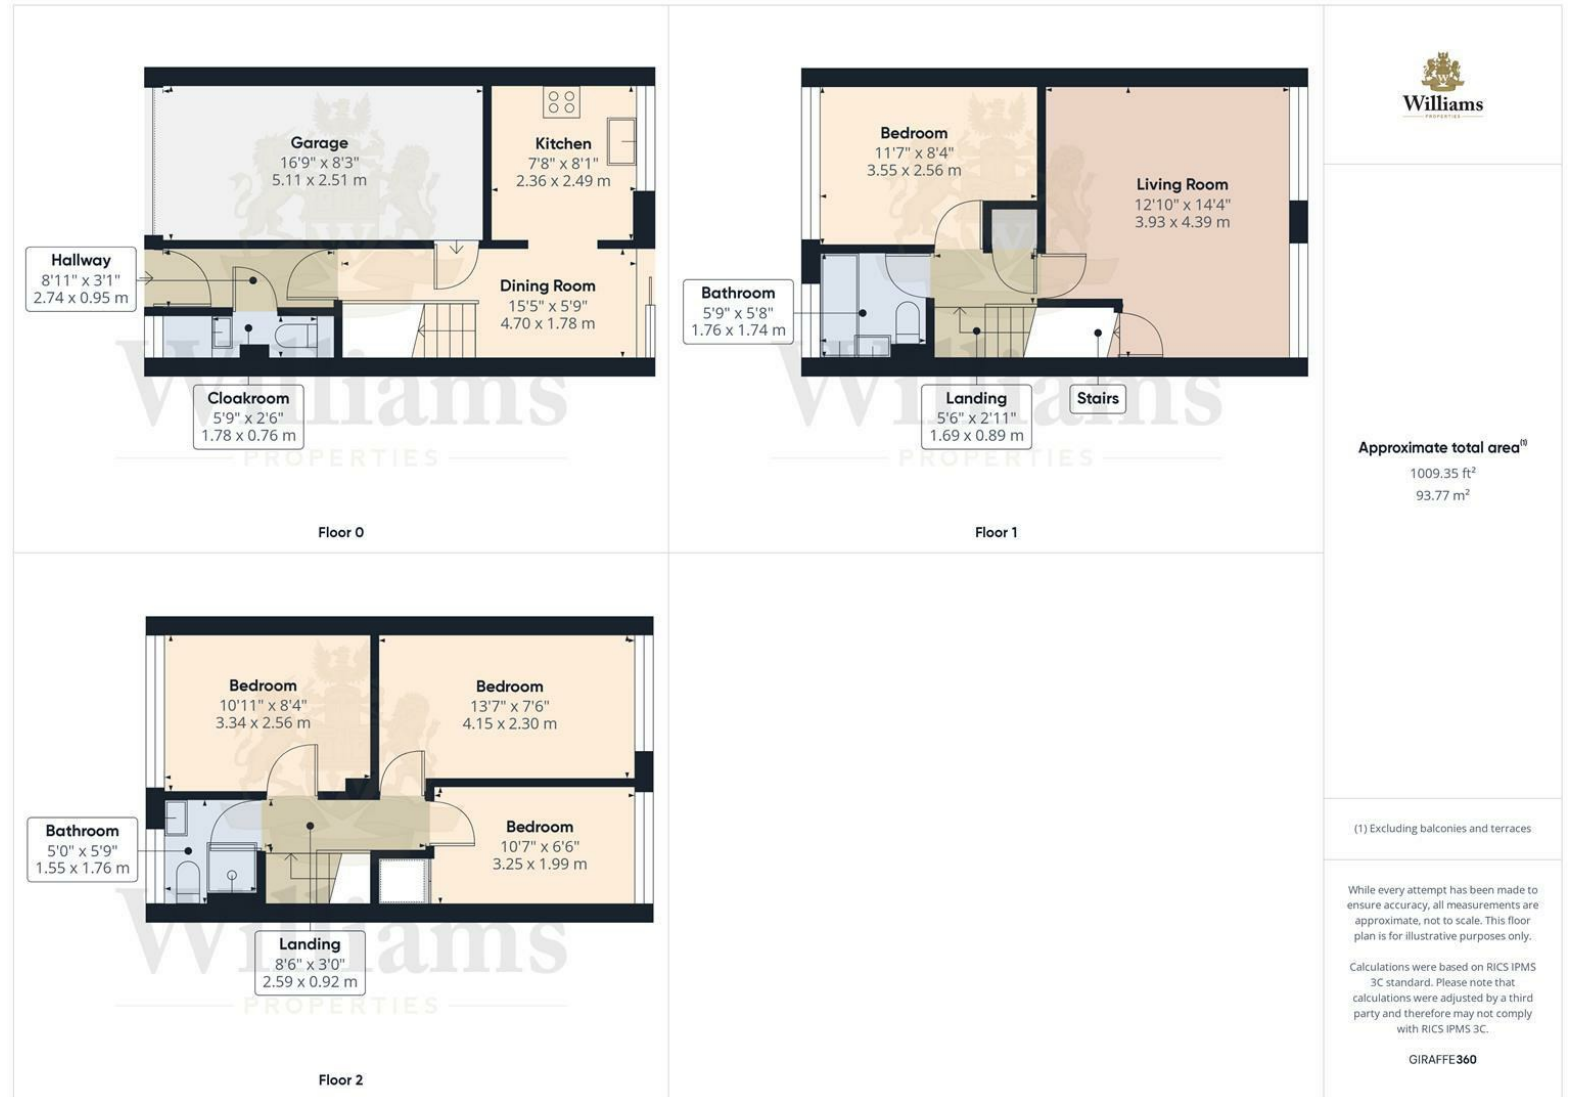 Garage
16'9" x 8'3"
5.11 x 2.51 m
Kitchen
7'8" x 8'1"
2.36 x 2.49 m
Hallway
8'11" x 3'1"
2.74 x 0.95 m
Dining Room
15'5" x 5'9"
4.70 x 1.78 m
Cloakroom
5'9" x 2'6"
1.78 x 0.76 m
Williams
PROPERTIES
Floor 0
Bedroom
11'7" x 8'4"
3.55 x 2.56 m
Living Room
12'10" x 14'4"
3.93 x 4.39 m
Bathroom
5'9" x 5'8"
1.76 x 1.74 m
Landing
5'6" x 2'11"
1.69 x 0.89 m
Stairs
Williams
PROPERTIES
Floor 1
Bedroom
10'11" x 8'4"
3.34 x 2.56 m
Bedroom
13'7" x 7'6"
4.15 x 2.30 m
Bathroom
5'0" x 5'9"
1.55 x 1.76 m
Bedroom
10'7" x 6'6"
3.25 x 1.99 m
Landing
8'6" x 3'0"
2.59 x 0.92 m
Williams
PROPERTIES
Floor 2
Williams
PROPERTIES
Approximate total area(1)
1009.35 ft²
93.77 m²
(1) Excluding balconies and terraces
While every attempt has been made to
ensure accuracy, all measurements are
approximate, not to scale. This floor
plan is for illustrative purposes only.
Calculations were based on RICS IPMS
3C standard. Please note that
calculations were adjusted by a third
party and therefore may not comply
with RICS IPMS 3C.
GIRAFFE360